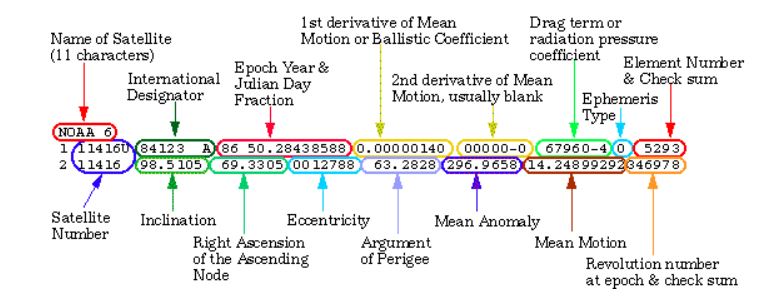 Name of Satellite
(11 characters)
International
Designator
Epoch Year &
Julian Day
Fraction
1st derivative of Mean
Motion or Ballistic Coefficient
2nd derivative of Mean
Motion, usually blank
Drag term or
radiation pressure
coefficient
Ephemeris
Type
Element Number
& Check sum
NOAA 6
1 114160 84123 A 86 50.28438588 0.00000140 00000-0 67960-4 0 5293
2 11416 98.5105 69.3305 0012788 63.2828 296.9658 14.24899292 346978
Satellite
Number
Inclination
Right Ascension
of the Ascending
Node
Eccentricity
Argument
of Perigee
Mean Anomaly
Mean Motion
Revolution number
at epoch & check sum